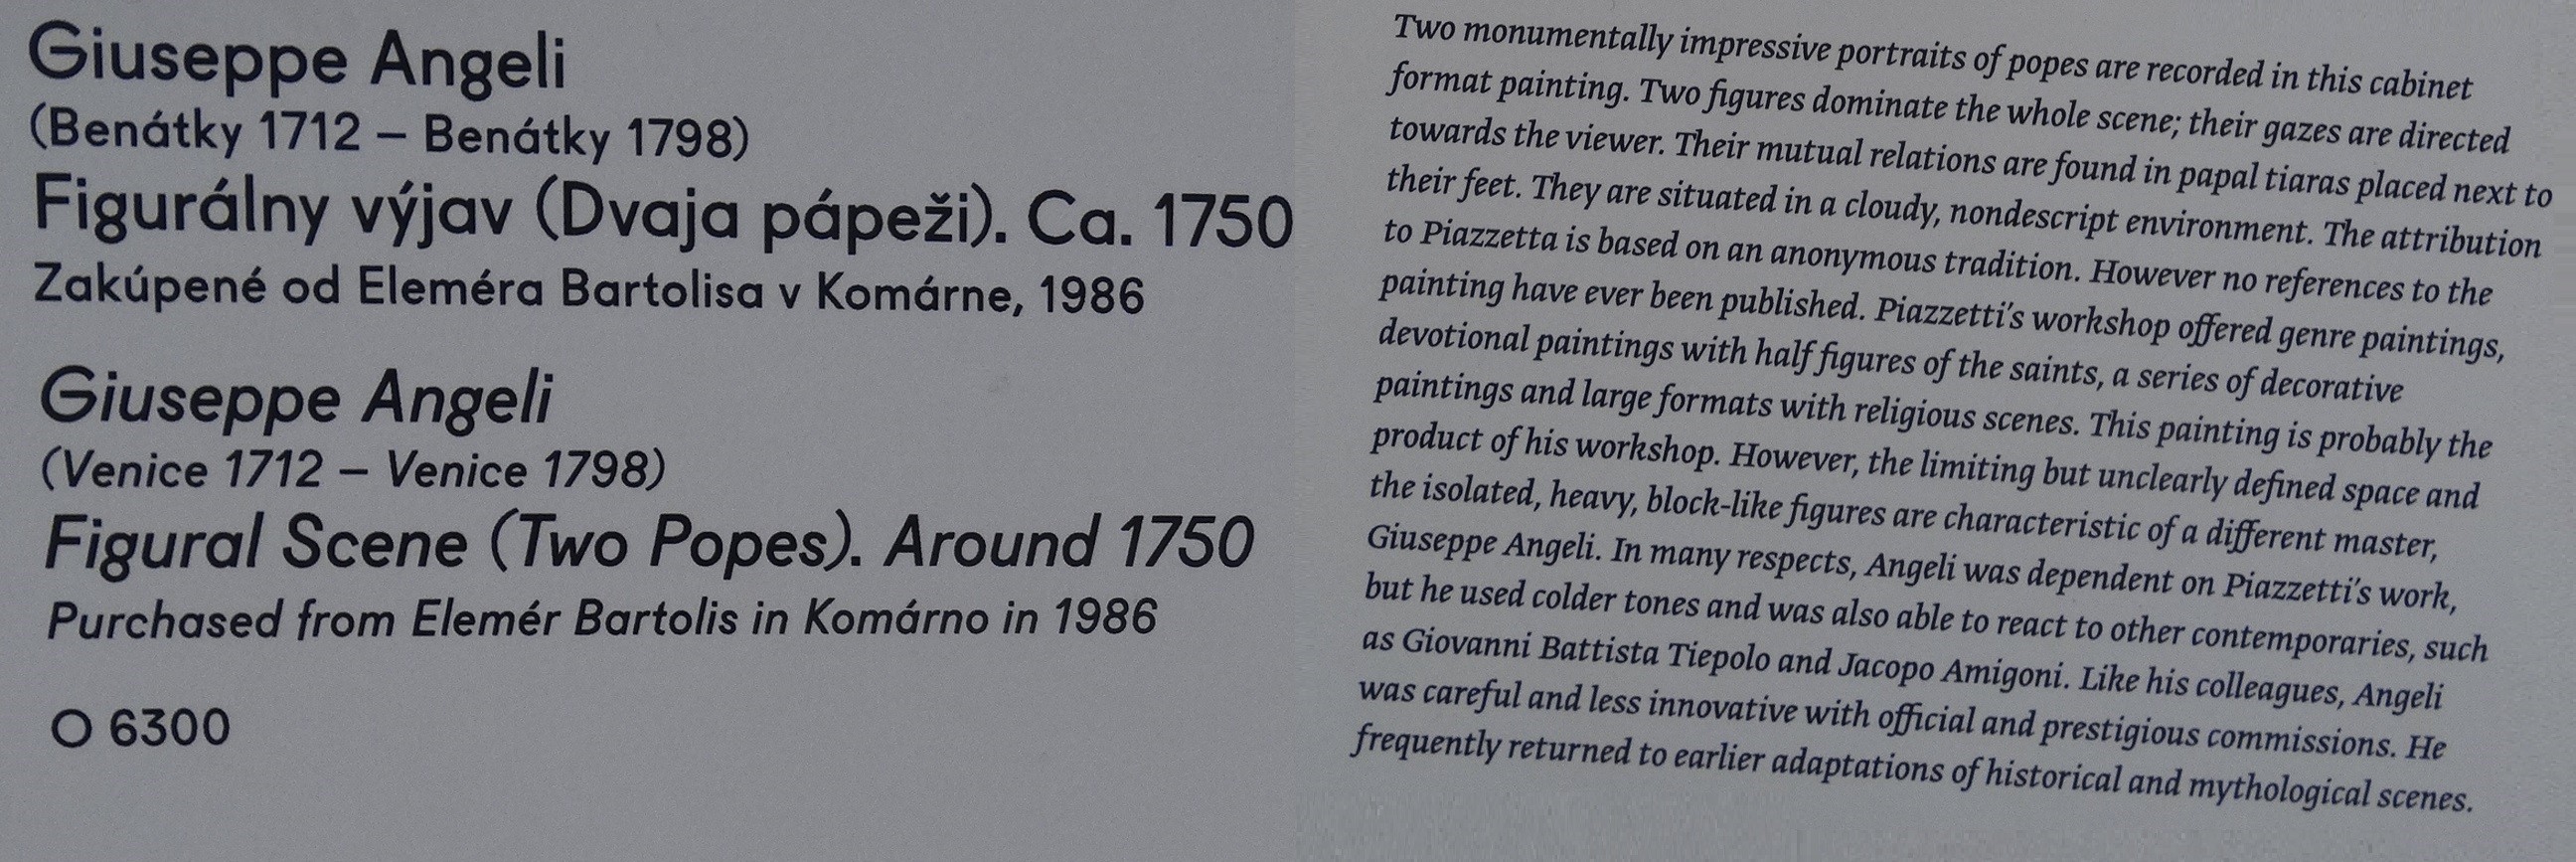 Giuseppe Angeli
(Benátky 1712 – Benátky 1798)
Figurálny výjav (Dvaja pápeži). Ca. 1750
Zakúpené od Eleméra Bartolisa v Komárne, 1986
Giuseppe Angeli
(Venice 1712 – Venice 1798)
Figural Scene (Two Popes). Around 1750
Purchased from Elemér Bartolis in Komárno in 1986
O 6300
Two monumentally impressive portraits of popes are recorded in this cabinet
format painting. Two figures dominate the whole scene; their gazes are directed
towards the viewer. Their mutual relations are found in papal tiaras placed next to
their feet. They are situated in a cloudy, nondescript environment. The attribution
to Piazzetta is based on an anonymous tradition. However no references to the
painting have ever been published. Piazzetti's workshop offered genre paintings,
devotional paintings with half figures of the saints, a series of decorative
paintings and large formats with religious scenes. This painting is probably the
product of his workshop. However, the limiting but unclearly defined space and
the isolated, heavy, block-like figures are characteristic of a different master,
Giuseppe Angeli. In many respects, Angeli was dependent on Piazzetti's work,
but he used colder tones and was also able to react to other contemporaries, such
as Giovanni Battista Tiepolo and Jacopo Amigoni. Like his colleagues, Angeli
was careful and less innovative with official and prestigious commissions. He
frequently returned to earlier adaptations of historical and mythological scenes.